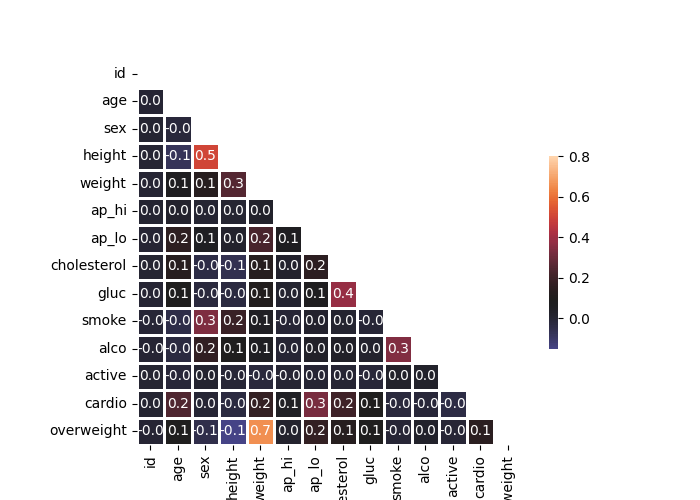 id
age 0.0
sex 0.0 -0.0
height 0.0 -0.1 0.5
weight 0.0 0.1 0.1 0.3
ap_hi 0.0 0.0 0.0 0.0 0.0
ap_lo 0.0 0.2 0.1 0.0 0.2 0.1
cholesterol 0.0 0.1 -0.0 -0.1 0.1 0.0 0.2
gluc 0.0 0.1 -0.0 -0.0 0.1 0.0 0.1 0.4
smoke -0.0 -0.0 0.3 0.2 0.1 -0.0 0.0 0.0 -0.0
alco -0.0 -0.0 0.2 0.1 0.1 0.0 0.0 0.0 0.0 0.3
active 0.0 -0.0 0.0 -0.0 -0.0 -0.0 -0.0 0.0 -0.0 0.0 0.0
cardio 0.0 0.2 0.0 -0.0 0.2 0.1 0.3 0.2 0.1 -0.0 -0.0 -0.0
overweight -0.0 0.1 -0.1 -0.1 0.7 0.0 0.2 0.1 0.1 -0.0 0.0 -0.0 0.1
id age sex height weight ap_hi ap_lo esterol gluc smoke alco active cardio weight
0.8
0.6
0.4
0.2
0.0